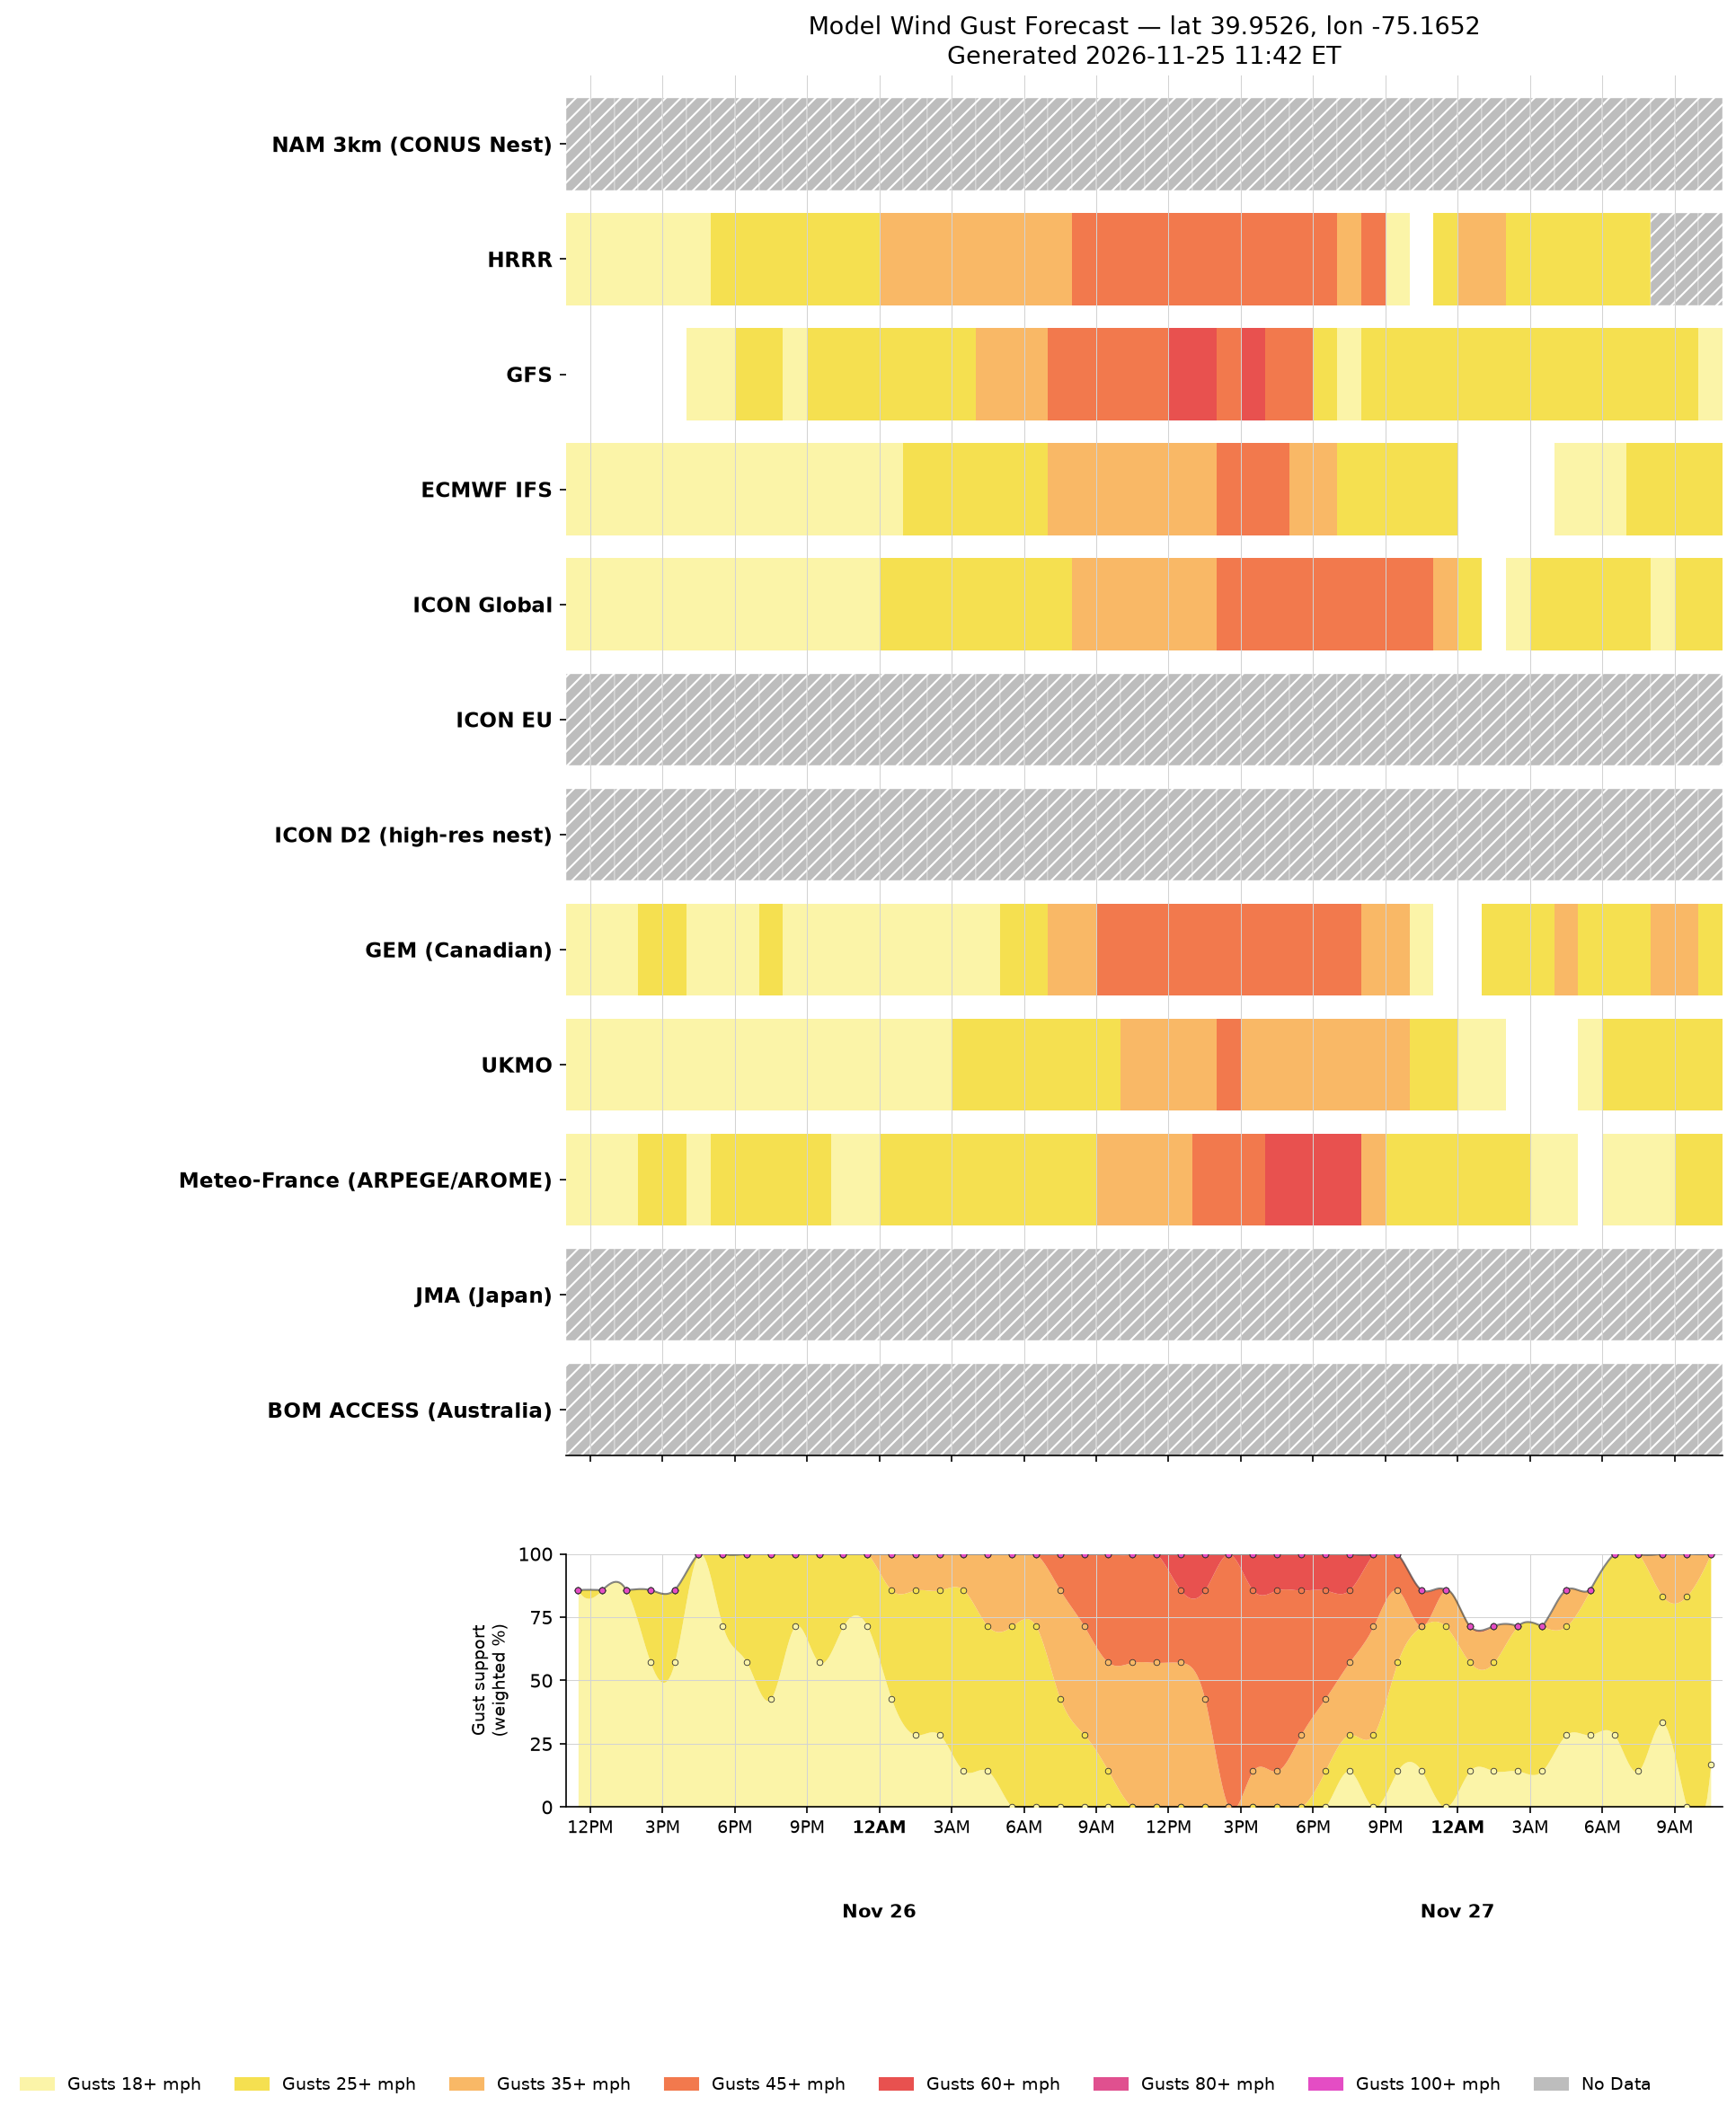 Model Wind Gust Forecast — lat 39.9526, lon -75.1652
Generated 2026-11-25 11:42 ET
NAM 3km (CONUS Nest)
HRRR
GFS
ECMWF IFS
ICON Global
ICON EU
ICON D2 (high-res nest)
GEM (Canadian)
UKMO
Meteo-France (ARPEGE/AROME)
JMA (Japan)
BOM ACCESS (Australia)
Gust support
(weighted %)
100
75
50
25
0
12PM 3PM 6PM 9PM 12AM 3AM 6AM 9AM 12PM 3PM 6PM 9PM 12AM 3AM 6AM 9AM
Nov 26 Nov 27
Gusts 18+ mph Gusts 25+ mph Gusts 35+ mph Gusts 45+ mph Gusts 60+ mph Gusts 80+ mph Gusts 100+ mph No Data